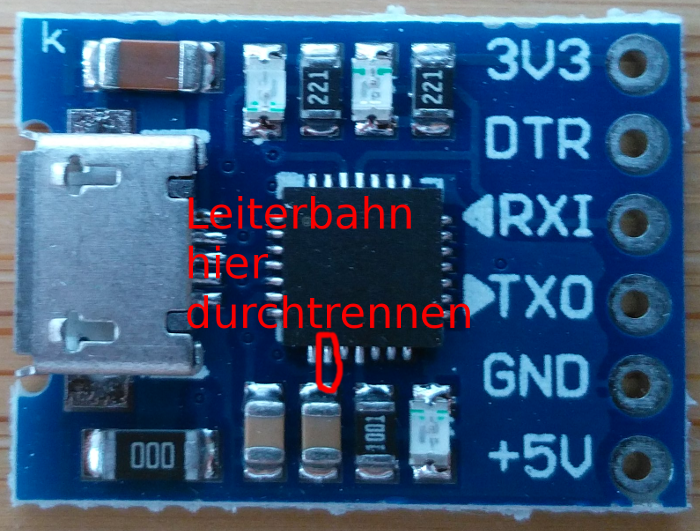 k
221
221
3V3
DTR
RXI
TXO
GND
+5V
Leiterbahn
hier
durchtrennen
000
1001